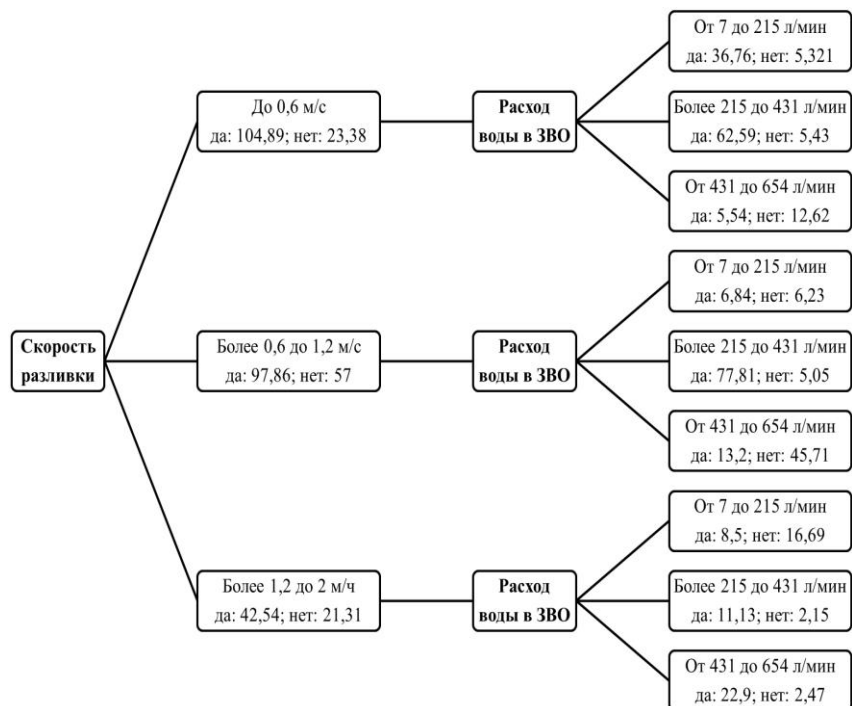 Скорость
разливки
До 0,6 м/с
да: 104,89; нет: 23,38
Расход
воды в ЗВО
От 7 до 215 л/мин
да: 36,76; нет: 5,321
Более 215 до 431 л/мин
да: 62,59; нет: 5,43
От 431 до 654 л/мин
да: 5,54; нет: 12,62
Более 0,6 до 1,2 м/с
да: 97,86; нет: 57
Расход
воды в ЗВО
От 7 до 215 л/мин
да: 6,84; нет: 6,23
Более 215 до 431 л/мин
да: 77,81; нет: 5,05
От 431 до 654 л/мин
да: 13,2; нет: 45,71
Более 1,2 до 2 м/ч
да: 42,54; нет: 21,31
Расход
воды в ЗВО
От 7 до 215 л/мин
да: 8,5; нет: 16,69
Более 215 до 431 л/мин
да: 11,13; нет: 2,15
От 431 до 654 л/мин
да: 22,9; нет: 2,47